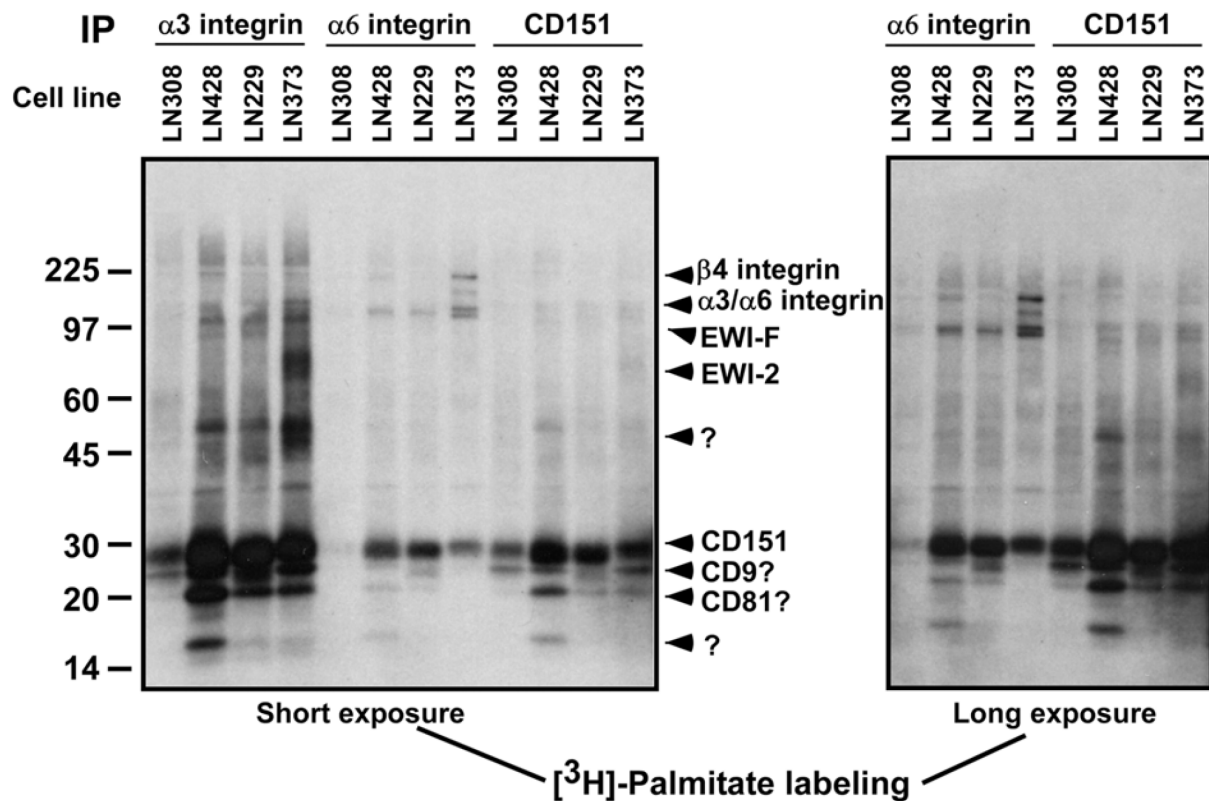 IP α3 integrin α6 integrin CD151 α6 integrin CD151
Cell line LN308 LN428 LN229 LN373 LN308 LN428 LN229 LN373 LN308 LN428 LN229 LN373 LN308 LN428 LN229 LN373 LN308 LN428 LN229 LN373
225
97
60
45
30
20
14
β4 integrin
α3/α6 integrin
EWI-F
EWI-2
?
CD151
CD9?
CD81?
?
Short exposure Long exposure
[³H]-Palmitate labeling